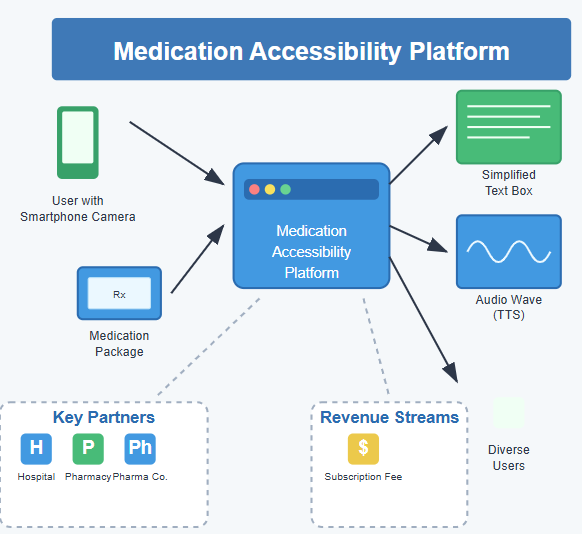 Medication Accessibility Platform
User with
Smartphone Camera
Rx
Medication
Package
Medication
Accessibility
Platform
Simplified
Text Box
Audio Wave
(TTS)
Diverse
Users
Key Partners
H P Ph
Hospital Pharmacy Pharma Co.
Revenue Streams
$
Subscription Fee